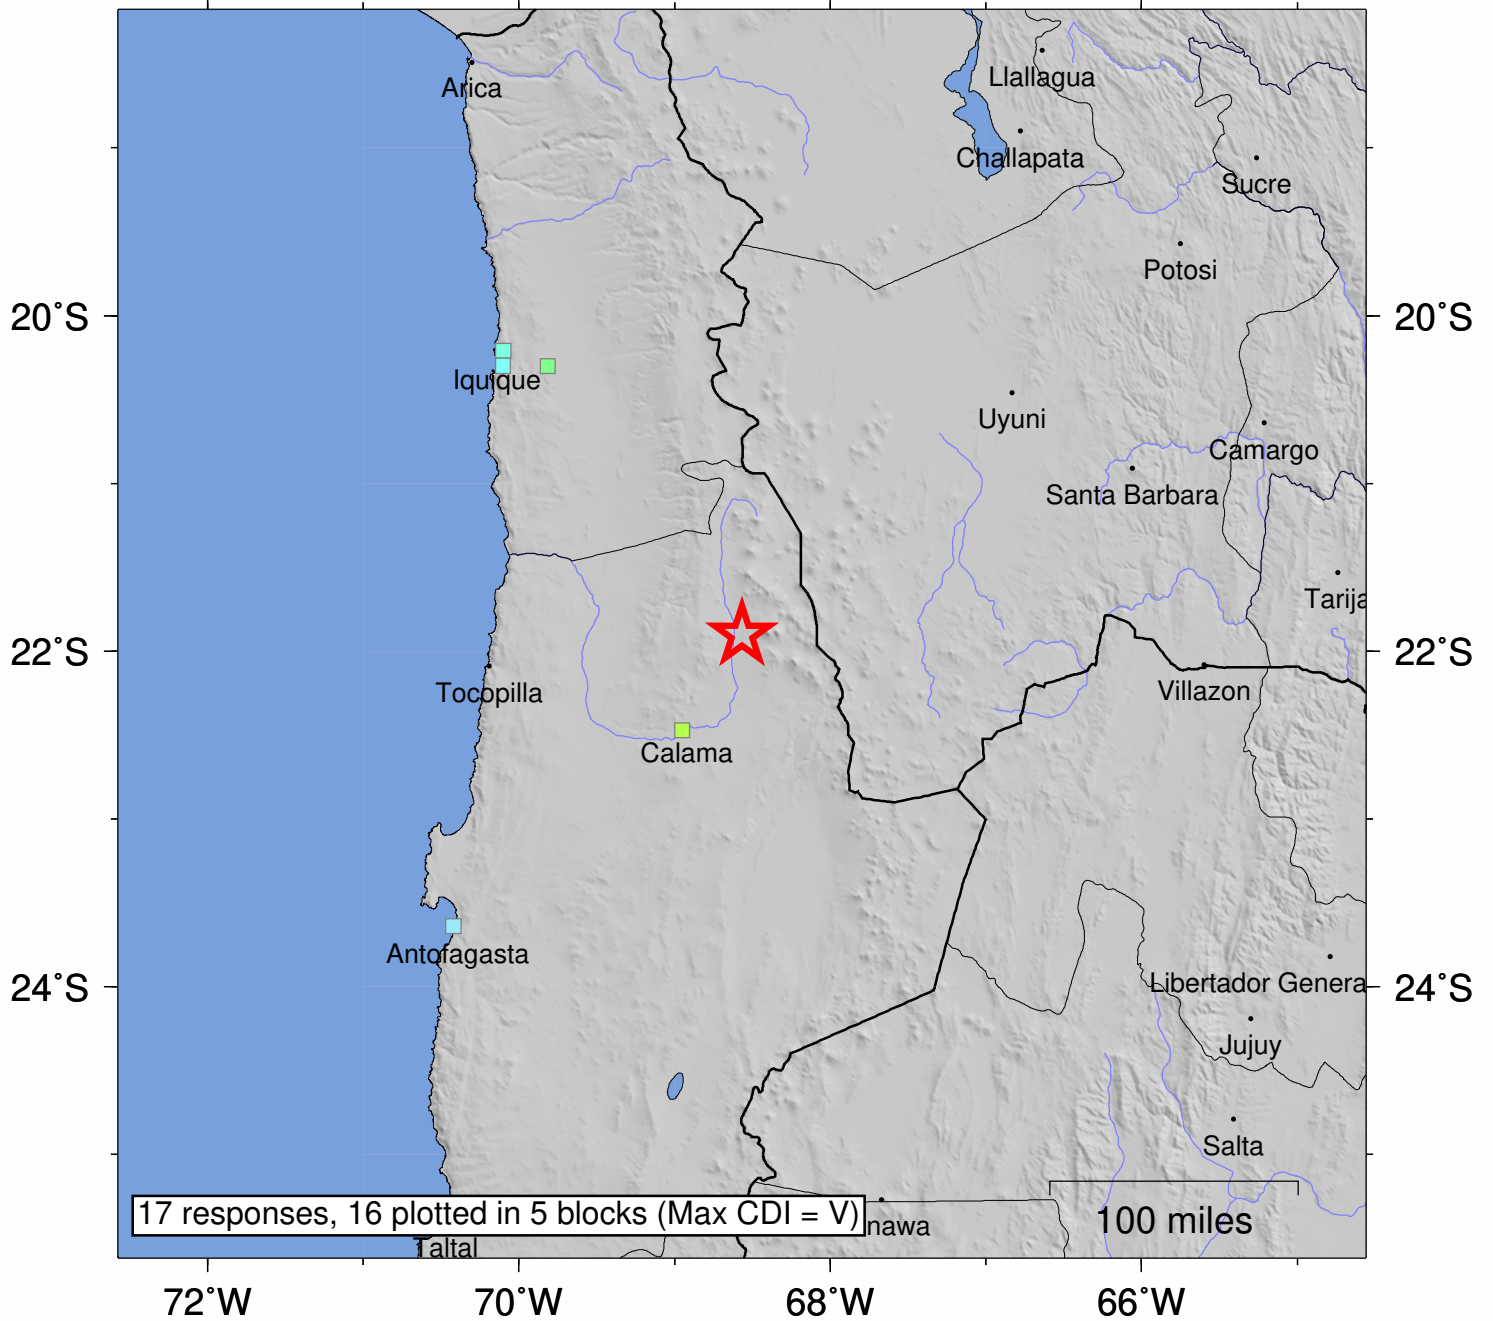 Arica
Llallagua
Challapata
Sucre
Potosi
20°S
20°S
Iquique
Uyuni
Camargo
Santa Barbara
Tarija
22°S
22°S
Tocopilla
Villazon
Calama
Antofagasta
24°S
Libertador Genera
24°S
Jujuy
Salta
17 responses, 16 plotted in 5 blocks (Max CDI = V)
nawa
100 miles
Taltal
72°W
70°W
68°W
66°W